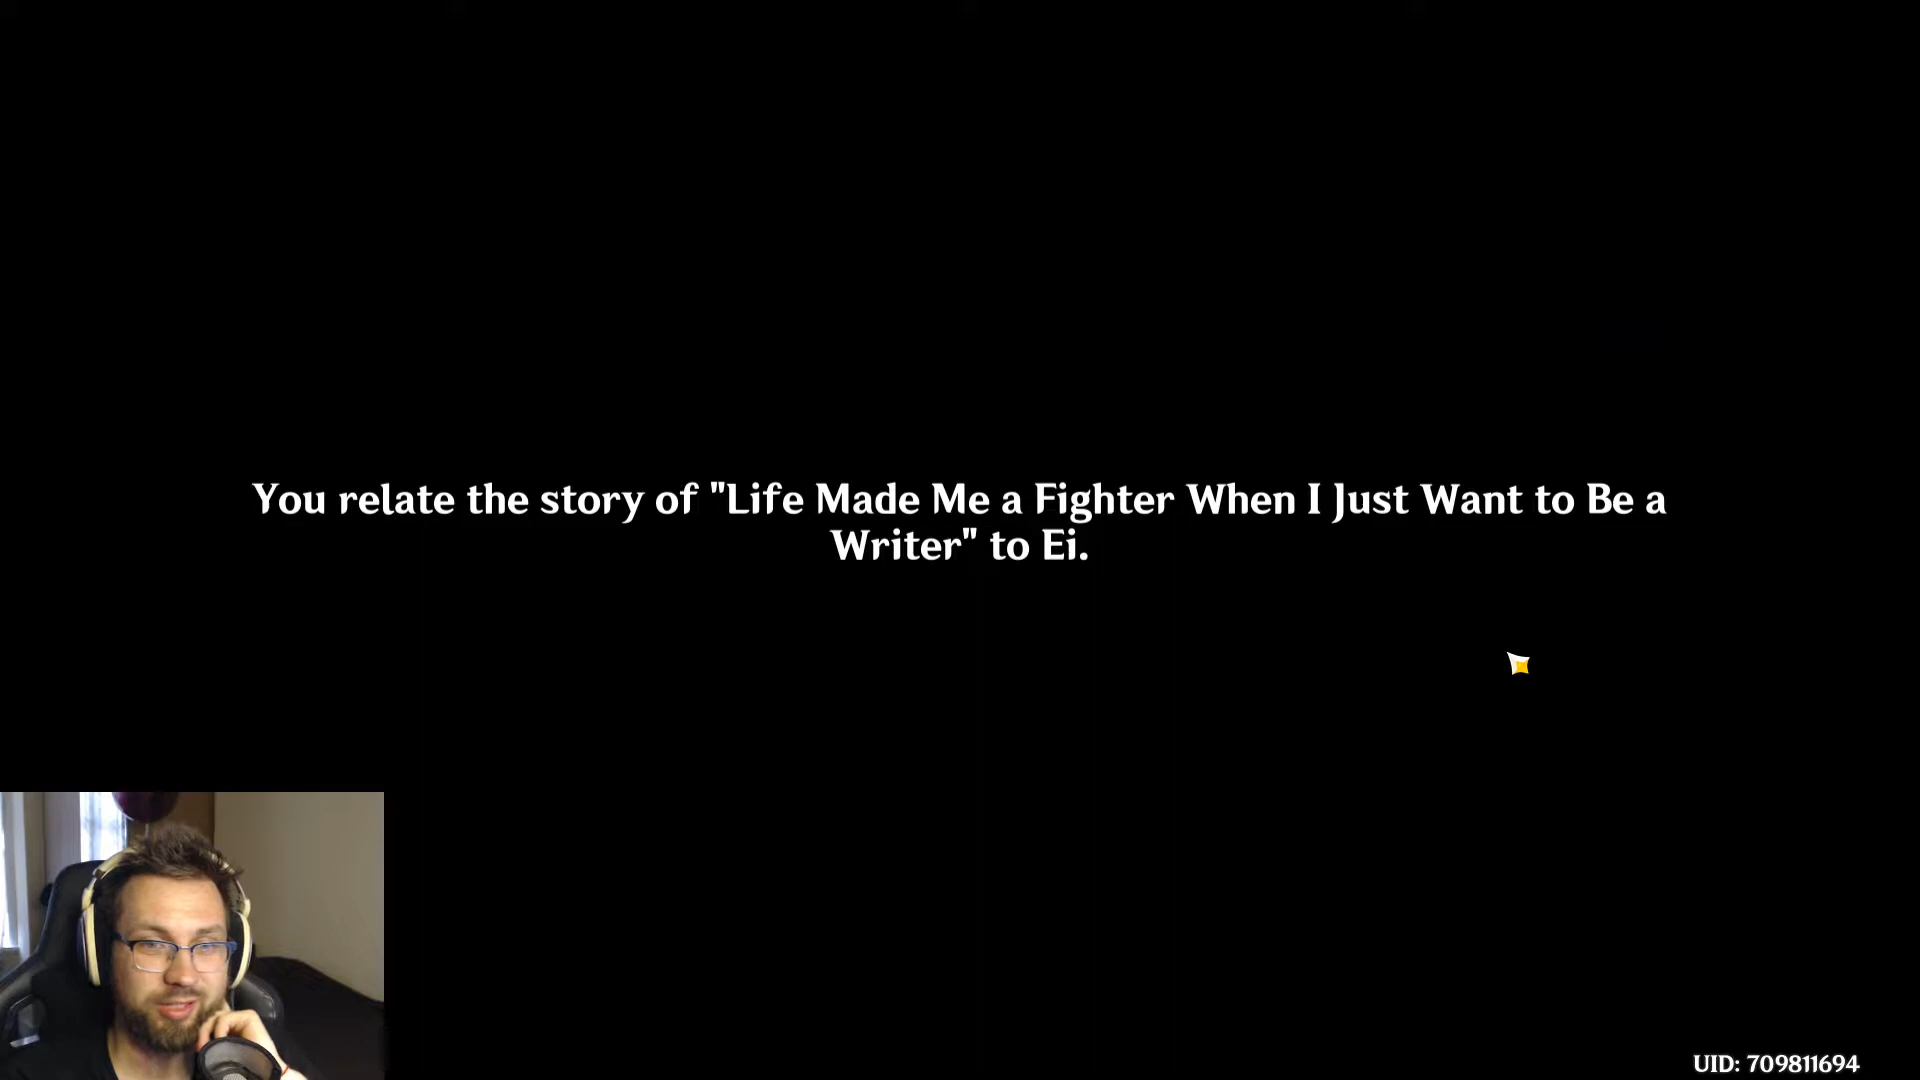 You relate the story of "Life Made Me a Fighter When I Just Want to Be a
Writer" to Ei.
UID: 709811694